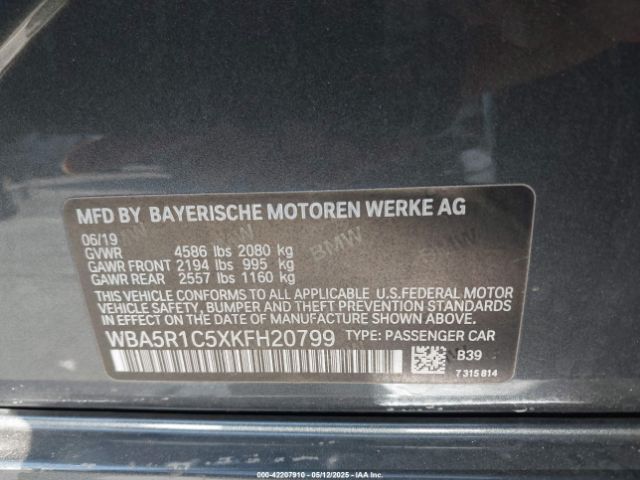 MFD BY BAYERISCHE MOTOREN WERKE AG
06/19
GVWR 4586 lbs 2080 kg
GAWR FRONT 2194 lbs 995 kg
GAWR REAR 2557 lbs 1160 kg
THIS VEHICLE CONFORMS TO ALL APPLICABLE U.S.FEDERAL MOTOR
VEHICLE SAFETY, BUMPER, AND THEFT PREVENTION STANDARDS
IN EFFECT ON THE DATE OF MANUFACTURE SHOWN ABOVE.
WBA5R1C5XKFH20799 TYPE: PASSENGER CAR
B39
7 315 814
BMW
000-42207910 - 05/12/2025 - IAAI.COM